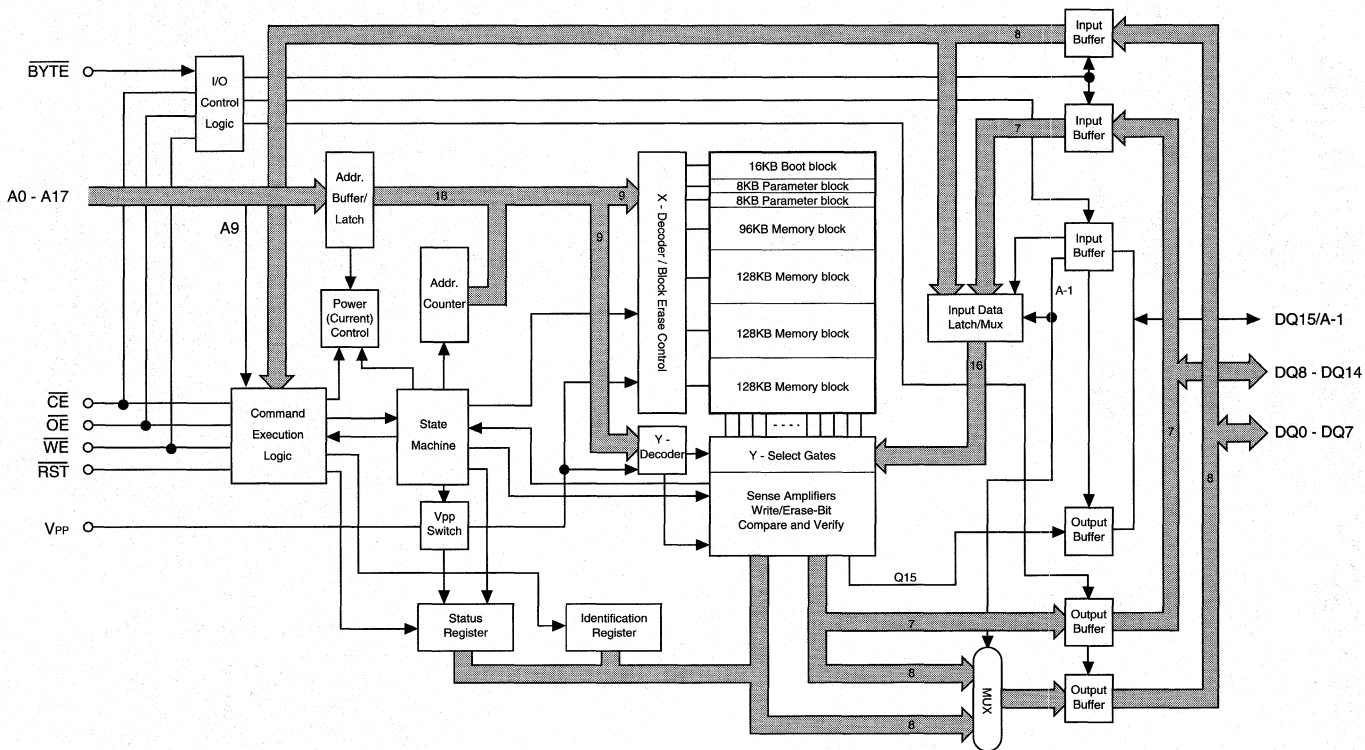 BYTE
I/O
Control
Logic
8
Input
Buffer
7
Input
Buffer
A0 - A17
Addr.
Buffer/
Latch
18
9
9
A9
X - Decoder / Block Erase Control
16KB Boot block
8KB Parameter block
8KB Parameter block
96KB Memory block
128KB Memory block
128KB Memory block
128KB Memory block
Input
Buffer
Addr.
Counter
Power
(Current)
Control
A-1
Input Data
Latch/Mux
DQ15/A-1
16
DQ8 - DQ14
CE
OE
WE
RST
Command
Execution
Logic
State
Machine
Y -
Decoder
- - - -
Y - Select Gates
Sense Amplifiers
Write/Erase-Bit
Compare and Verify
7
DQ0 - DQ7
8
VPP
Vpp
Switch
Output
Buffer
Q15
Status
Register
Identification
Register
7
Output
Buffer
8
MUX
Output
Buffer
8